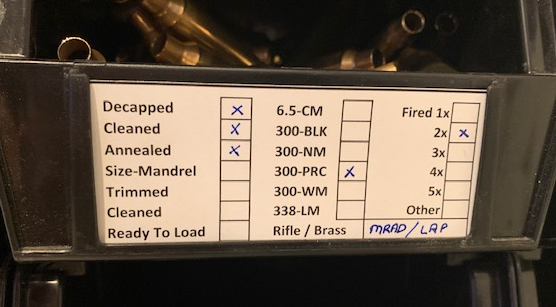 Decapped x 6.5-CM Fired 1x
Cleaned x 300-BLK 2x x
Annealed x 300-NM 3x
Size-Mandrel 300-PRC x 4x
Trimmed 300-WM 5x
Cleaned 338-LM Other
Ready To Load Rifle / Brass MRAD/LAP